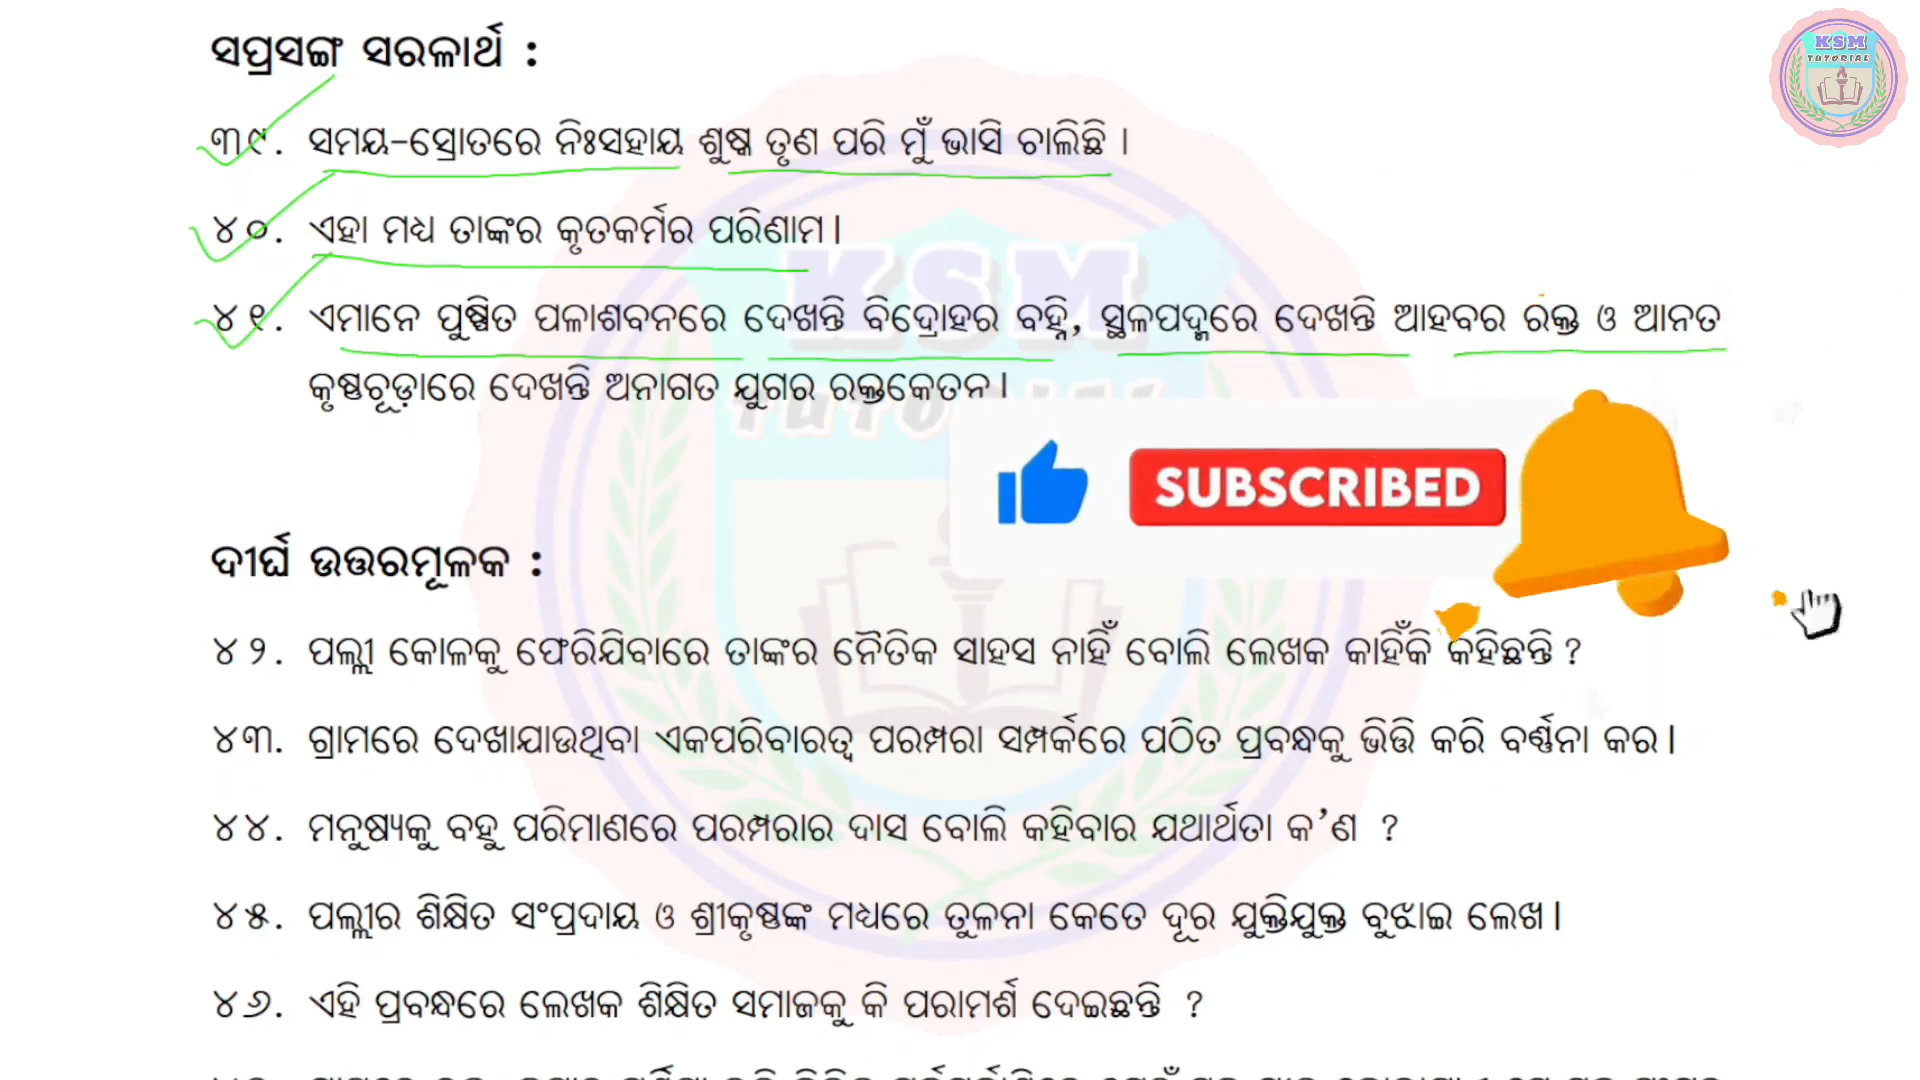 ସପ୍ରସଙ୍ଗ ସରଳାର୍ଥ :
KSM
TUTORIAL
୩୯. ସମୟ-ସ୍ରୋତରେ ନିଃସହାୟ ଶୁଷ୍କ ତୃଣ ପରି ମୁଁ ଭାସି ଚାଲିଛି ।
୪୦. ଏହା ମଧ୍ୟ ତାଙ୍କର କୃତକର୍ମର ପରିଣାମ।
KSM
୪୧. ଏମାନେ ପୁଷ୍ପିତ ପଳାଶବନରେ ଦେଖନ୍ତି ବିଦ୍ରୋହର ବହ୍ନି, ସ୍ଥଳପଦ୍ମରେ ଦେଖନ୍ତି ଆହବର ରକ୍ତ ଓ ଆନତ
କୃଷ୍ଣଚୂଡ଼ାରେ ଦେଖନ୍ତି ଅନାଗତ ଯୁଗର ରକ୍ତକେତନ।
TUTORIAL
SUBSCRIBED
ଦୀର୍ଘ ଉତ୍ତରମୂଳକ :
୪୨. ପଲ୍ଲୀ କୋଳକୁ ଫେରିଯିବାରେ ତାଙ୍କର ନୈତିକ ସାହସ ନାହିଁ ବୋଲି ଲେଖକ କାହିଁକି କହିଛନ୍ତି ?
୪୩. ଗ୍ରାମରେ ଦେଖାଯାଉଥିବା ଏକପରିବାରତ୍ୱ ପରମ୍ପରା ସମ୍ପର୍କରେ ପଠିତ ପ୍ରବନ୍ଧକୁ ଭିତ୍ତି କରି ବର୍ଣ୍ଣନା କର।
୪୪. ମନୁଷ୍ୟକୁ ବହୁ ପରିମାଣରେ ପରମ୍ପରାର ଦାସ ବୋଲି କହିବାର ଯଥାର୍ଥତା କ’ଣ ?
୪୫. ପଲ୍ଲୀର ଶିକ୍ଷିତ ସଂପ୍ରଦାୟ ଓ ଶ୍ରୀକୃଷ୍ଣଙ୍କ ମଧ୍ୟରେ ତୁଳନା କେତେ ଦୂର ଯୁକ୍ତିଯୁକ୍ତ ବୁଝାଇ ଲେଖ।
୪୬. ଏହି ପ୍ରବନ୍ଧରେ ଲେଖକ ଶିକ୍ଷିତ ସମାଜକୁ କି ପରାମର୍ଶ ଦେଇଛନ୍ତି ?